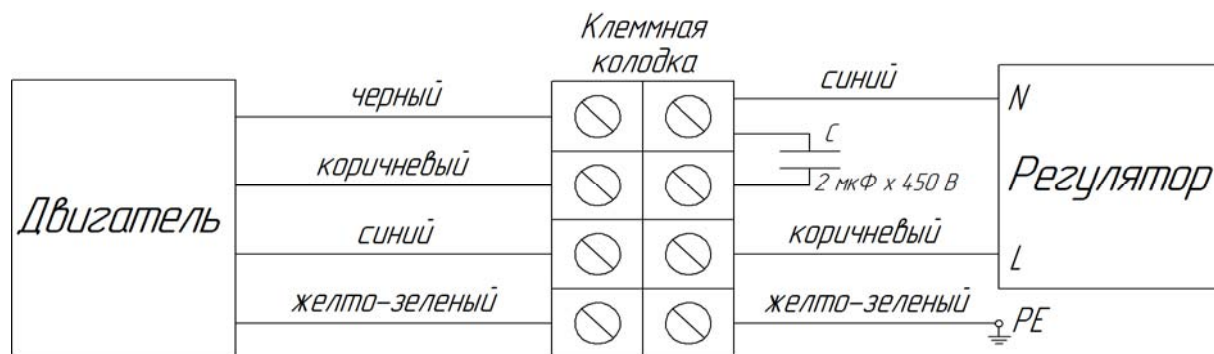 Клеммная
колодка
черный
синий
N
C
коричневый
2 мкФ х 450 В
Двигатель
Регулятор
синий
коричневый
L
желто-зеленый
желто-зеленый
PE